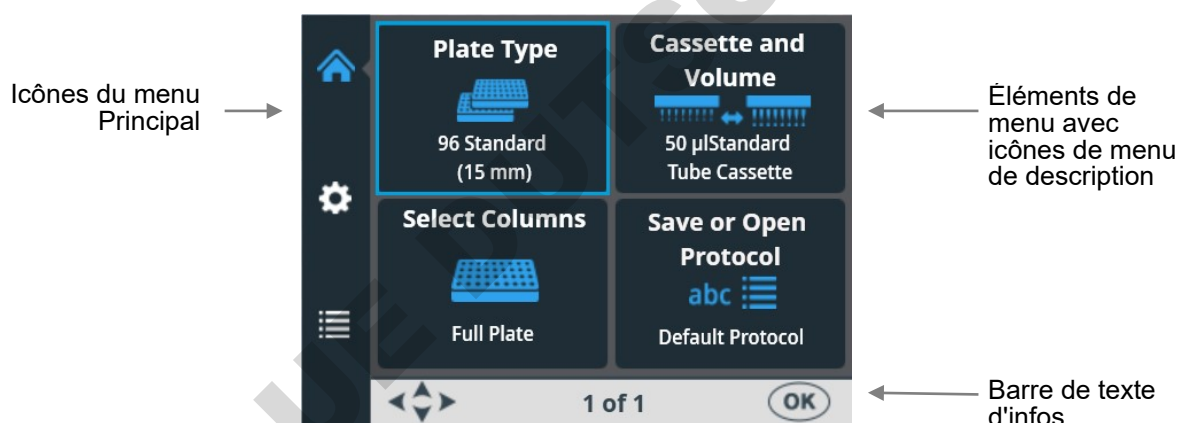 Icônes du menu
Principal
Plate Type
96 Standard
(15 mm)
Cassette and
Volume
50 µlStandard
Tube Cassette
Select Columns
Full Plate
Save or Open
Protocol
abc
Default Protocol
1 of 1
OK
Éléments de
menu avec
icônes de menu
de description
Barre de texte
d'infos